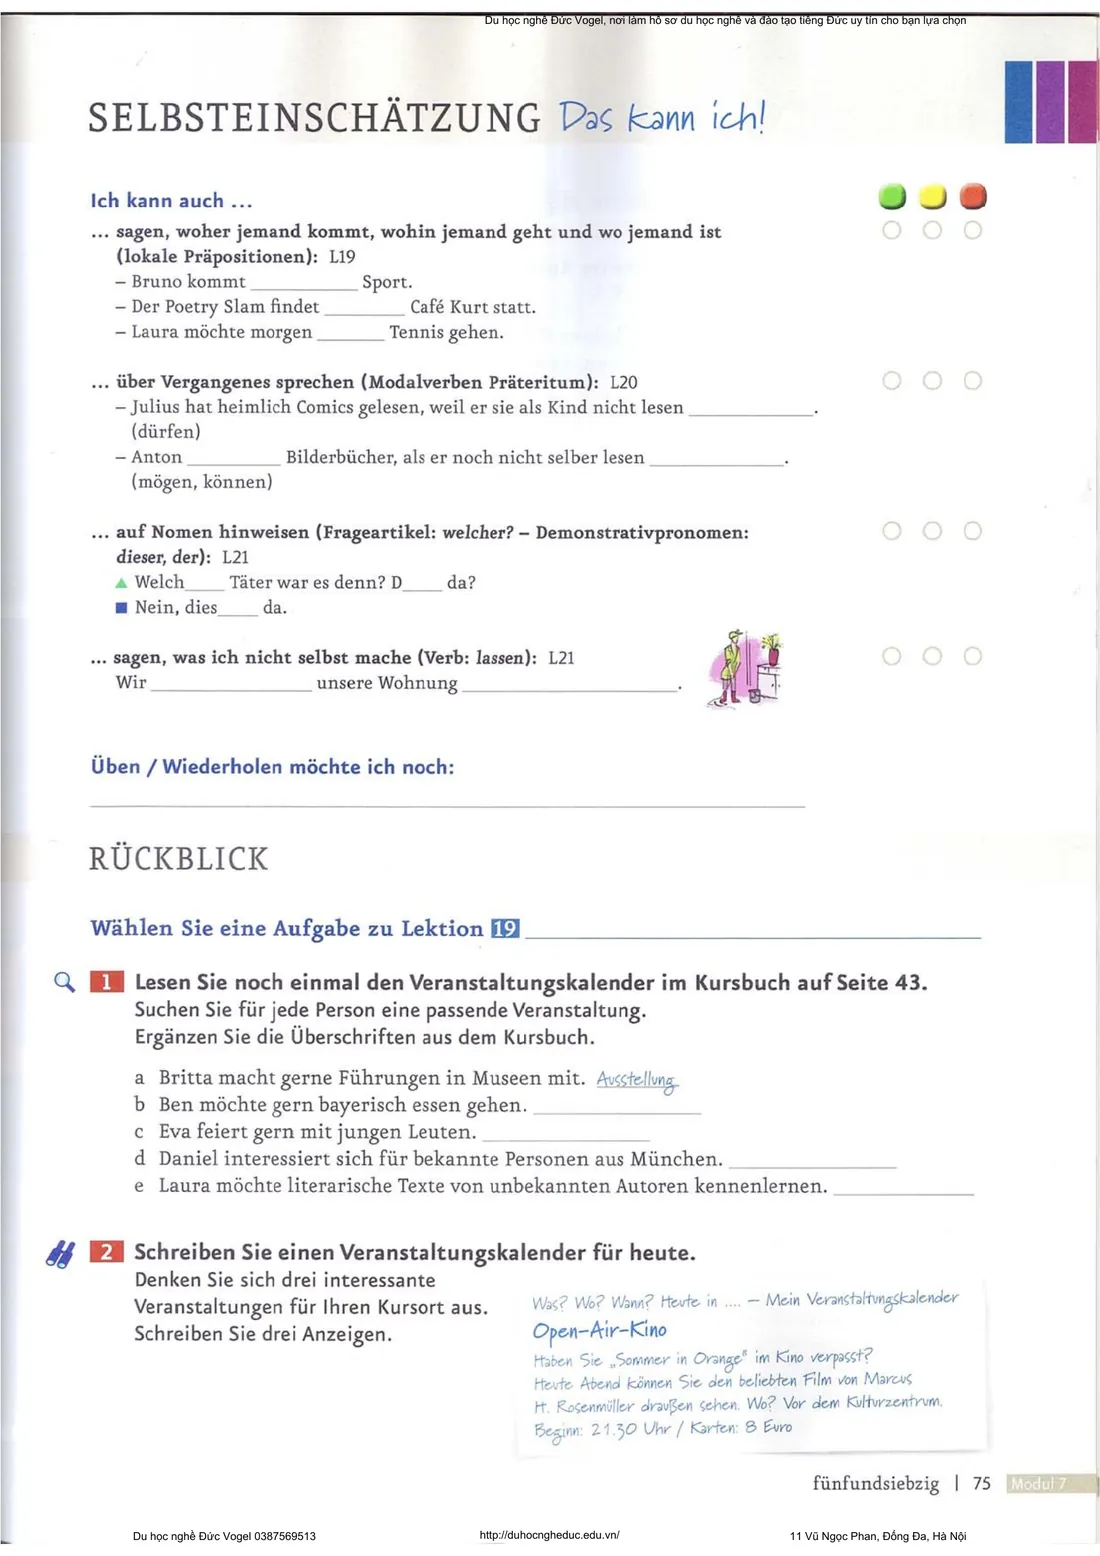 Du học nghề Đức Vogel, nơi làm hồ sơ du học nghề và đào tạo tiếng Đức uy tín cho bạn lựa chọn
SELBSTEINSCHÄTZUNG Das kann ich!
Ich kann auch ...
... sagen, woher jemand kommt, wohin jemand geht und wo jemand ist
(lokale Präpositionen): L19
– Bruno kommt __________ Sport.
– Der Poetry Slam findet ________ Café Kurt statt.
– Laura möchte morgen _______ Tennis gehen.
... über Vergangenes sprechen (Modalverben Präteritum): L20
– Julius hat heimlich Comics gelesen, weil er sie als Kind nicht lesen ____________.
(dürfen)
– Anton _________ Bilderbücher, als er noch nicht selber lesen _____________.
(mögen, können)
... auf Nomen hinweisen (Frageartikel: welcher? – Demonstrativpronomen:
dieser, der): L21
▲ Welch____ Täter war es denn? D____ da?
■ Nein, dies____ da.
... sagen, was ich nicht selbst mache (Verb: lassen): L21
Wir ________________ unsere Wohnung ______________________.
Üben / Wiederholen möchte ich noch:
RÜCKBLICK
Wählen Sie eine Aufgabe zu Lektion 19
1 Lesen Sie noch einmal den Veranstaltungskalender im Kursbuch auf Seite 43.
Suchen Sie für jede Person eine passende Veranstaltung.
Ergänzen Sie die Überschriften aus dem Kursbuch.
a Britta macht gerne Führungen in Museen mit. Ausstellung
b Ben möchte gern bayerisch essen gehen. ________________
c Eva feiert gern mit jungen Leuten. ________________
d Daniel interessiert sich für bekannte Personen aus München. ________________
e Laura möchte literarische Texte von unbekannten Autoren kennenlernen. ______________
2 Schreiben Sie einen Veranstaltungskalender für heute.
Denken Sie sich drei interessante
Veranstaltungen für Ihren Kursort aus.
Schreiben Sie drei Anzeigen.
Was? Wo? Wann? Heute in .... – Mein Veranstaltungskalender
Open-Air-Kino
Haben Sie „Sommer in Orange" im Kino verpasst?
Heute Abend können Sie den beliebten Film von Marcus
H. Rosenmüller draußen sehen. Wo? Vor dem Kulturzentrum.
Beginn: 21.30 Uhr / Karten: 8 Euro
fünfundsiebzig | 75 Modul 7
Du học nghề Đức Vogel 0387569513 http://duhocngheduc.edu.vn/ 11 Vũ Ngọc Phan, Đống Đa, Hà Nội